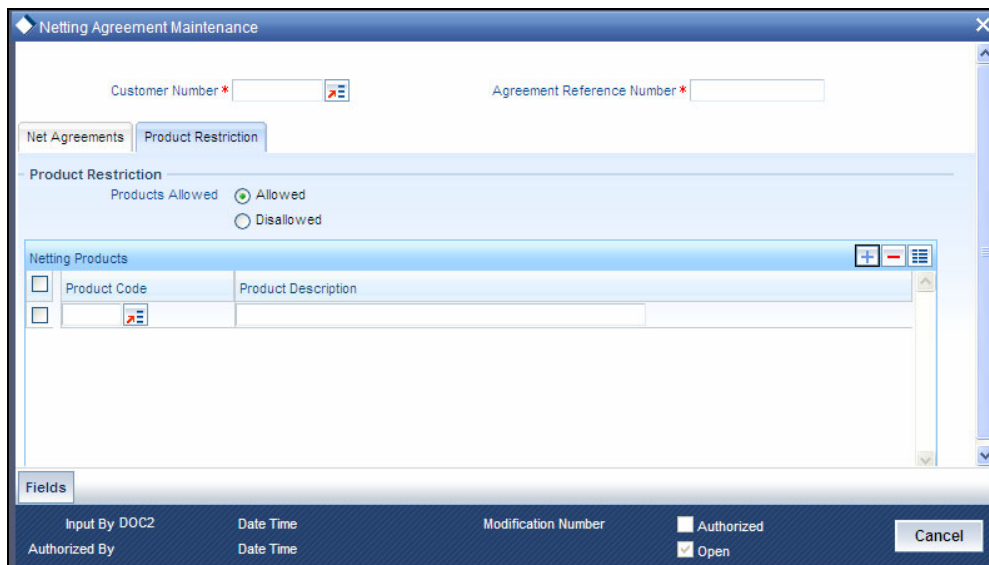 Netting Agreement Maintenance
Customer Number * Agreement Reference Number *
Net Agreements Product Restriction
Product Restriction
Products Allowed Allowed
Disallowed
Netting Products
Product Code Product Description
Fields
Input By DOC2 Date Time Modification Number Authorized
Authorized By Date Time Open
Cancel